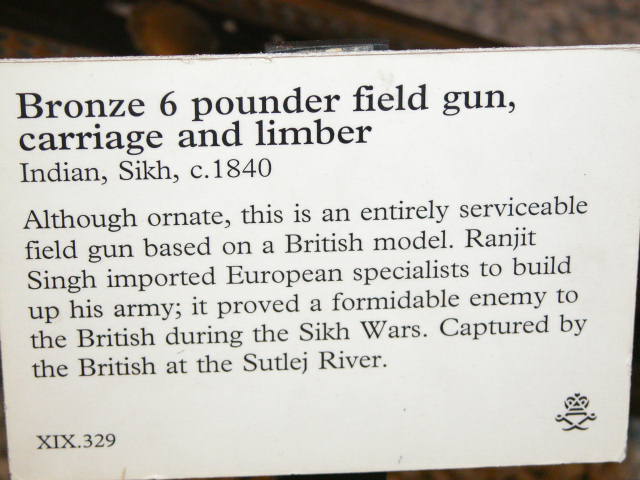 Bronze 6 pounder field gun,
carriage and limber
Indian, Sikh, c.1840
Although ornate, this is an entirely serviceable
field gun based on a British model. Ranjit
Singh imported European specialists to build
up his army; it proved a formidable enemy to
the British during the Sikh Wars. Captured by
the British at the Sutlej River.
XIX.329